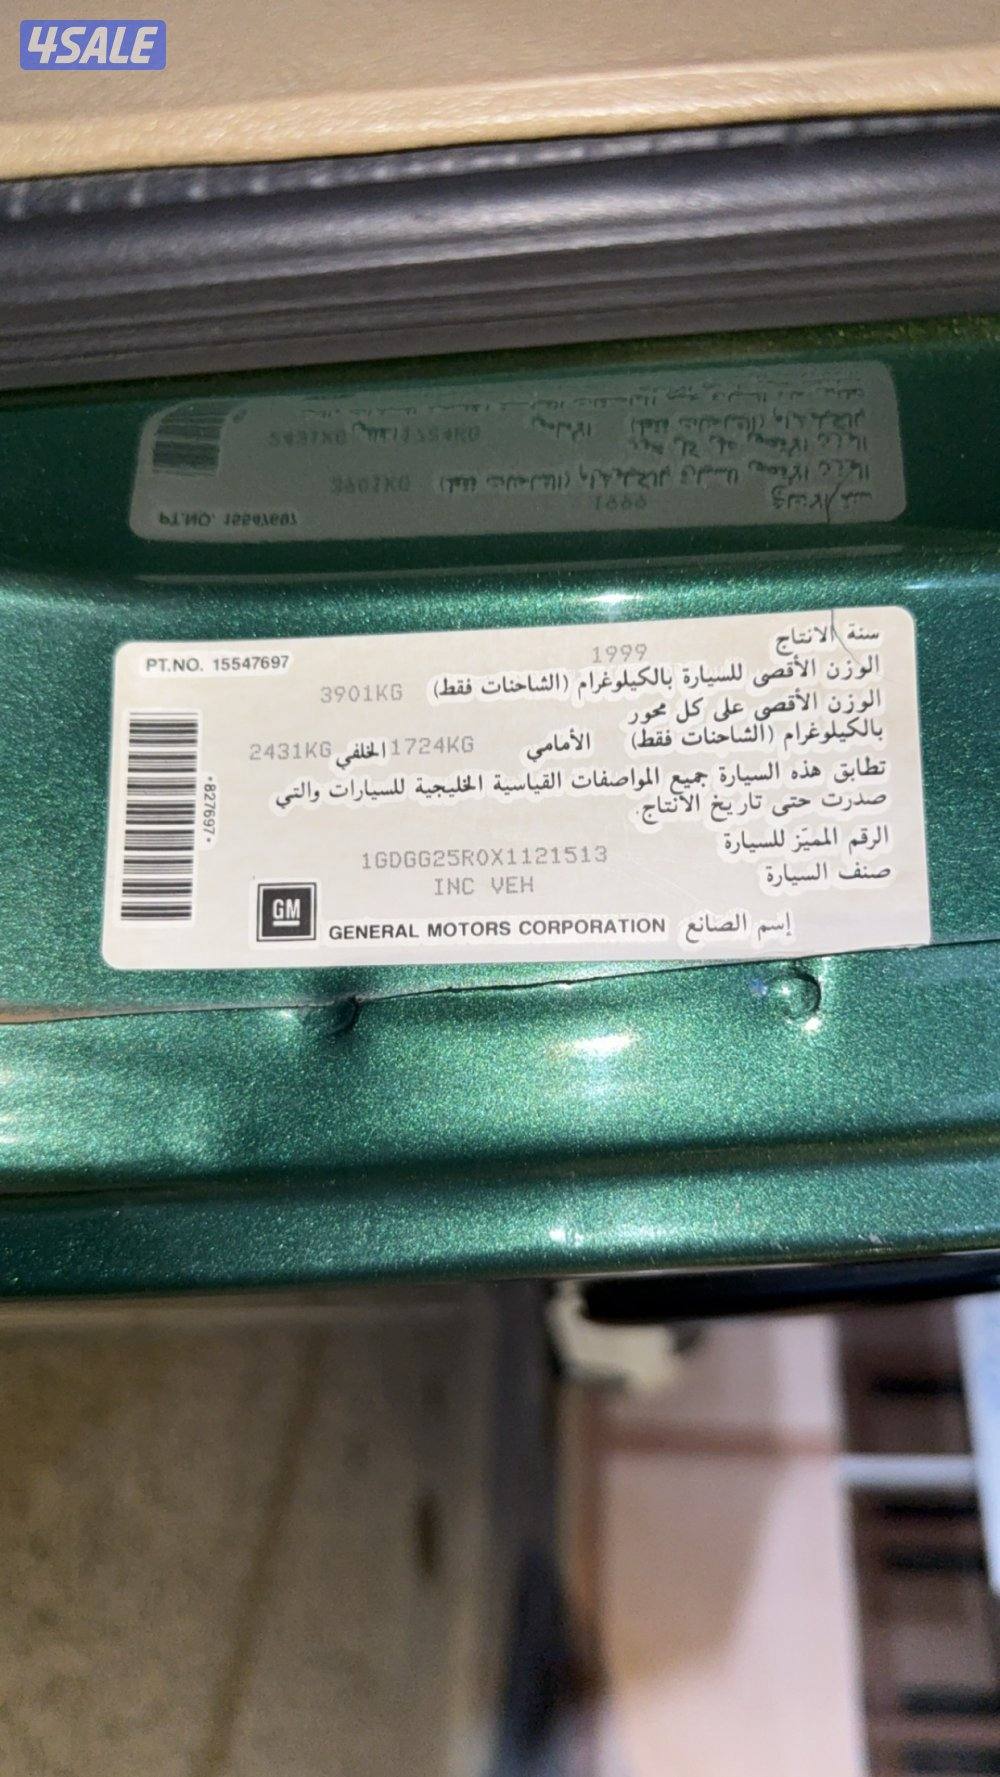 4SALE
PT.NO. 15547697
سنة الانتاج 1999
الوزن الأقصى للسيارة بالكيلوغرام (الشاحنات فقط) 3901KG
الوزن الأقصى على كل محور
بالكيلوغرام (الشاحنات فقط) الأمامي 1724KG الخلفي 2431KG
تطابق هذه السيارة جميع المواصفات القياسية الخليجية للسيارات والتي
صدرت حتى تاريخ الانتاج.
الرقم المميّز للسيارة 1GDGG25R0X1121513
صنف السيارة INC VEH
إسم الصانع GENERAL MOTORS CORPORATION
GM
*827697*